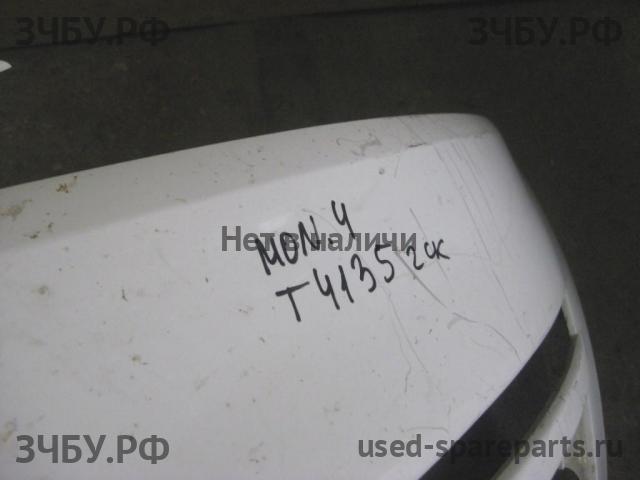 ЗЧБУ.РФ
ЗЧБУ.РФ
MON.4
Нет в наличии
T4135 2ск
ЗЧБУ.РФ
used-spareparts.ru